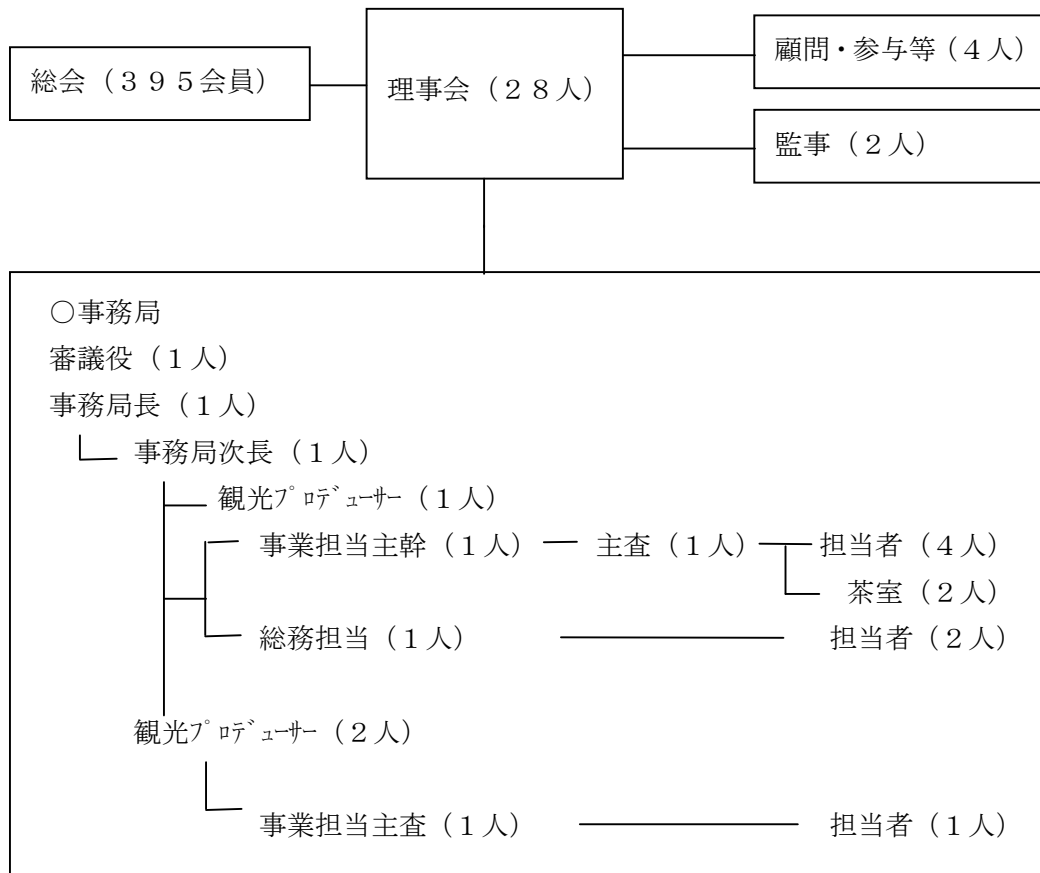 総会（３９５会員）
理事会（２８人）
顧問・参与等（４人）
監事（２人）
○事務局
審議役（１人）
事務局長（１人）
事務局次長（１人）
観光ﾌﾟﾛﾃﾞｭｰｻｰ（１人）
事業担当主幹（１人） 主査（１人） 担当者（４人）
茶室（２人）
総務担当（１人） 担当者（２人）
観光ﾌﾟﾛﾃﾞｭｰｻｰ（２人）
事業担当主査（１人） 担当者（１人）